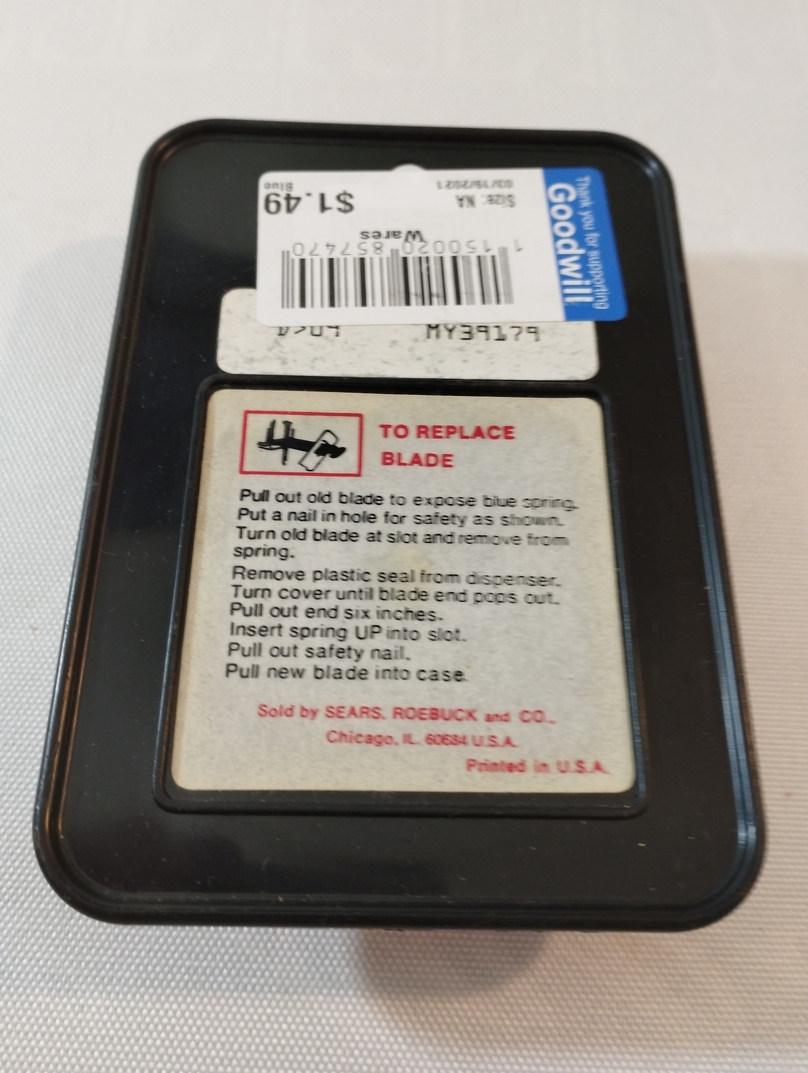 Thank you for supporting
Goodwill
Size: NA
03/19/2021
$1.49
Blue
Wares
1 150020 857470
MY39179
TO REPLACE
BLADE
Pull out old blade to expose blue spring.
Put a nail in hole for safety as shown.
Turn old blade at slot and remove from
spring.
Remove plastic seal from dispenser.
Turn cover until blade end pops out.
Pull out end six inches.
Insert spring UP into slot.
Pull out safety nail.
Pull new blade into case.
Sold by SEARS, ROEBUCK and CO.,
Chicago, IL. 60684 U.S.A.
Printed in U.S.A.